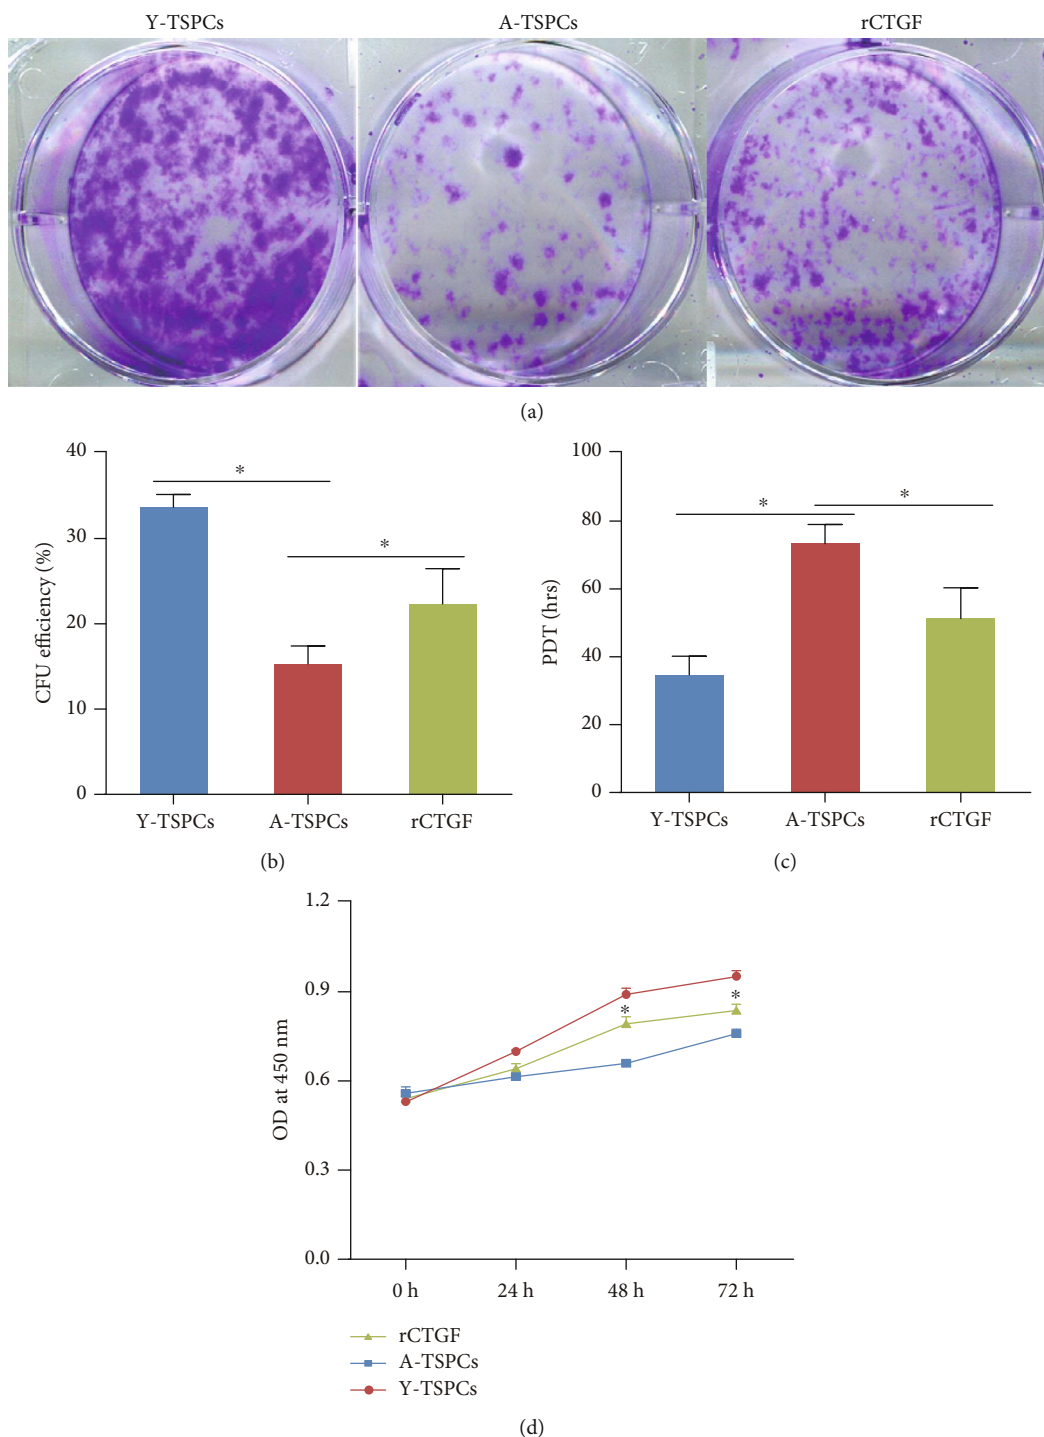 Y-TSPCs A-TSPCs rCTGF
(a)
CFU efficiency (%)
40
30
20
10
0
*
*
Y-TSPCs A-TSPCs rCTGF
(b)
PDT (hrs)
100
80
60
40
20
0
*
*
Y-TSPCs A-TSPCs rCTGF
(c)
OD at 450 nm
1.2
0.9
0.6
0.3
0.0
*
*
0 h 24 h 48 h 72 h
rCTGF
A-TSPCs
Y-TSPCs
(d)